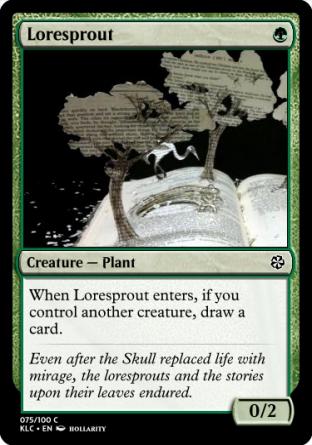 Loresprout
Creature — Plant
When Loresprout enters, if you
control another creature, draw a
card.
Even after the Skull replaced life with
mirage, the loresprouts and the stories
upon their leaves endured.
0/2
075/100 C
KLC • EN HOLLARITY